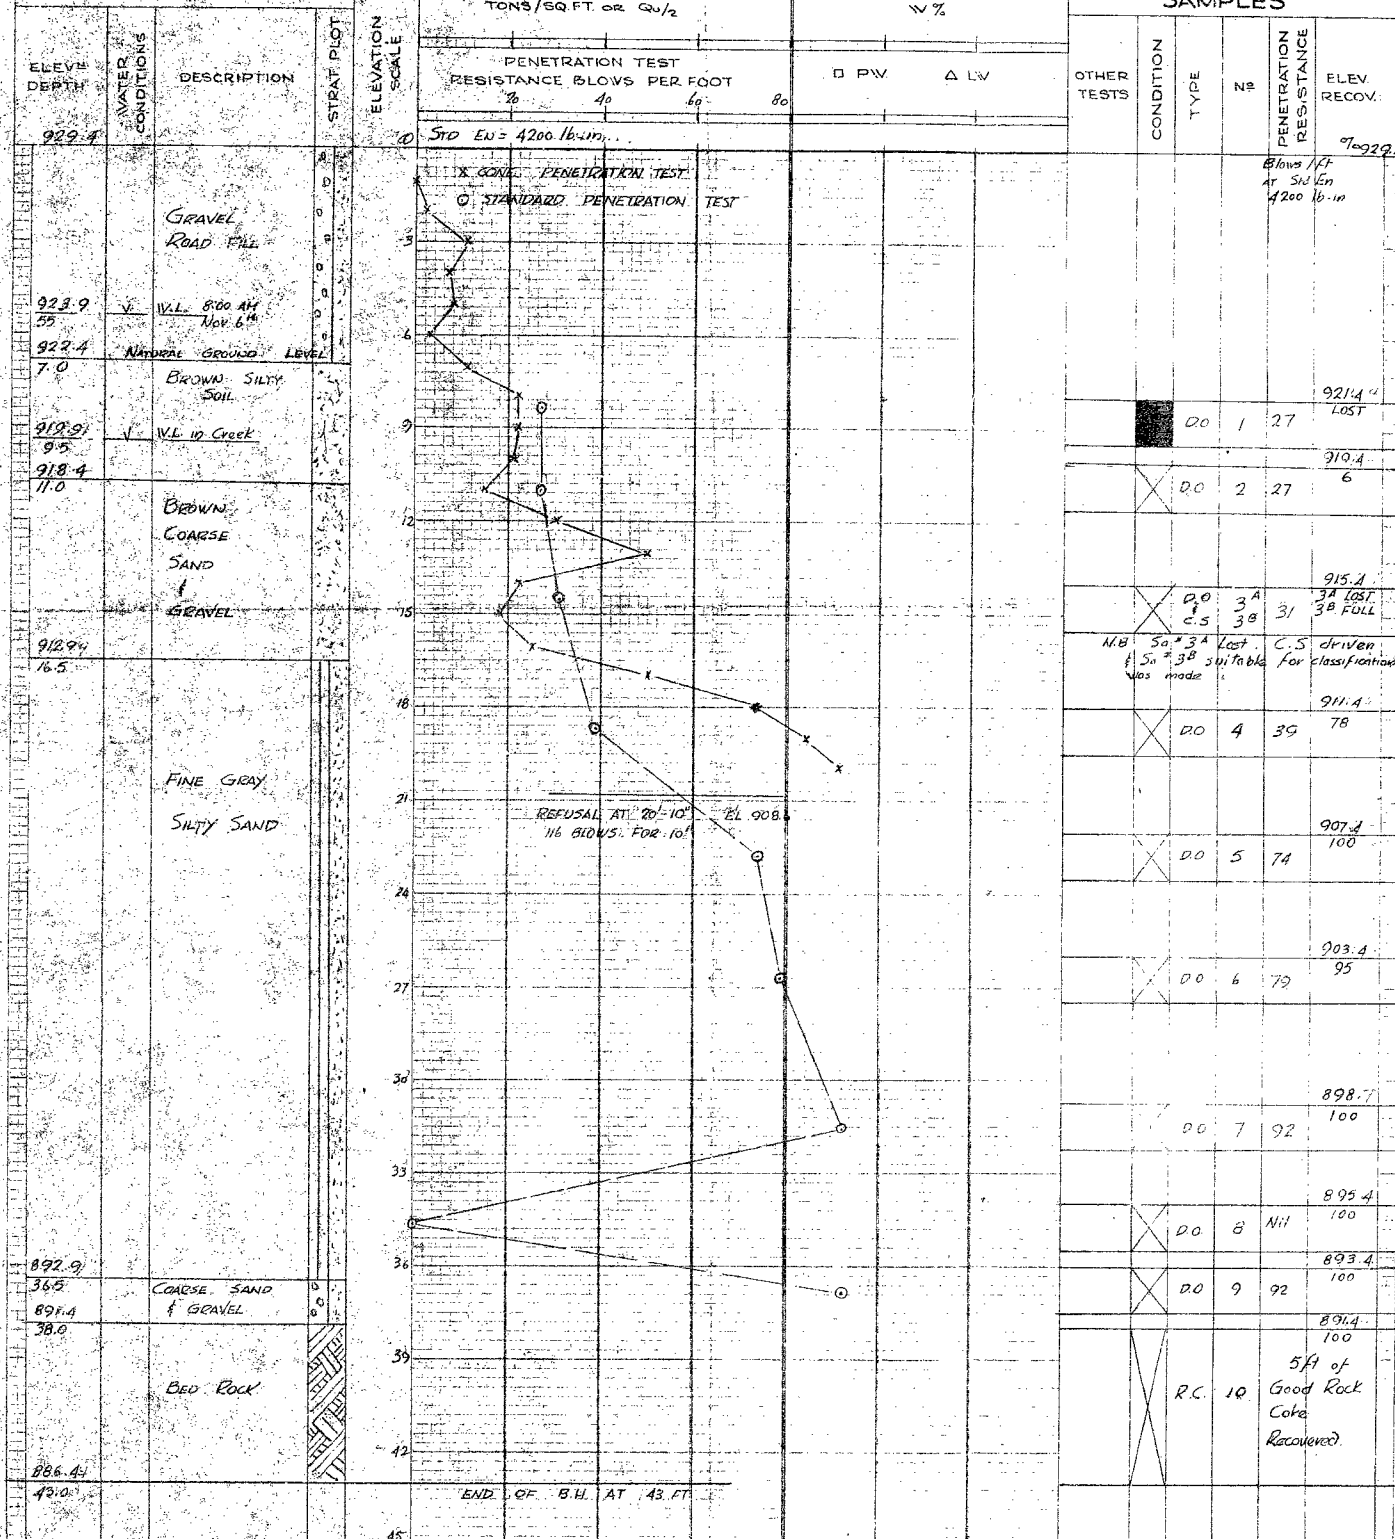 TONS/SQ.FT. OR QU/2
W %
SAMPLES
ELEV.
DEPTH
WATER
CONDITIONS
DESCRIPTION
STRAT. PLOT
ELEVATION
SCALE
PENETRATION TEST
RESISTANCE BLOWS PER FOOT
20 40 60 80
□ PW △ LW
OTHER
TESTS
CONDITION
TYPE
Nº
PENETRATION
RESISTANCE
ELEV.
RECOV.
%
929.4
0
STD EN = 4200 lb-in.
929.
Blows/ft
AT Std En
4200 lb-in
X CONE PENETRATION TEST
⊙ STANDARD PENETRATION TEST
GRAVEL
ROAD FILL
3
923.9
5.5
V W.L. 8:00 AM
Nov 6th
6
922.4
NATURAL GROUND LEVEL
7.0
BROWN SILTY
SOIL
921.4
LOST
D.O 1 27
919.9
9.5
V W.L. in Creek
9
918.4
11.0
919.4
6
D.O 2 27
BROWN
COARSE
SAND
&
GRAVEL
12
15
915.4
D.O 3A 3A LOST
& 31
C.S 3B 3B FULL
912.9
16.5
N.B Sa # 3A Lost. C.S driven
& Sa # 3B suitable for classification
was made
18
911.4
78
D.O 4 39
FINE GRAY
SILTY SAND
21
REFUSAL AT 20'-10" EL 908.
116 BLOWS FOR 10"
907.4
100
D.O 5 74
24
903.4
95
D.O 6 79
27
30
898.7
100
D.O 7 92
33
895.4
100
D.O. 8 Nil
892.9
36.5
36
893.4
100
COARSE SAND
& GRAVEL
D.O 9 92
891.4
38.0
891.4
100
39
BED ROCK
R.C. 10
5ft of
Good Rock
Core
Recovered.
42
886.4
43.0
END OF B.H. AT 43 FT
45